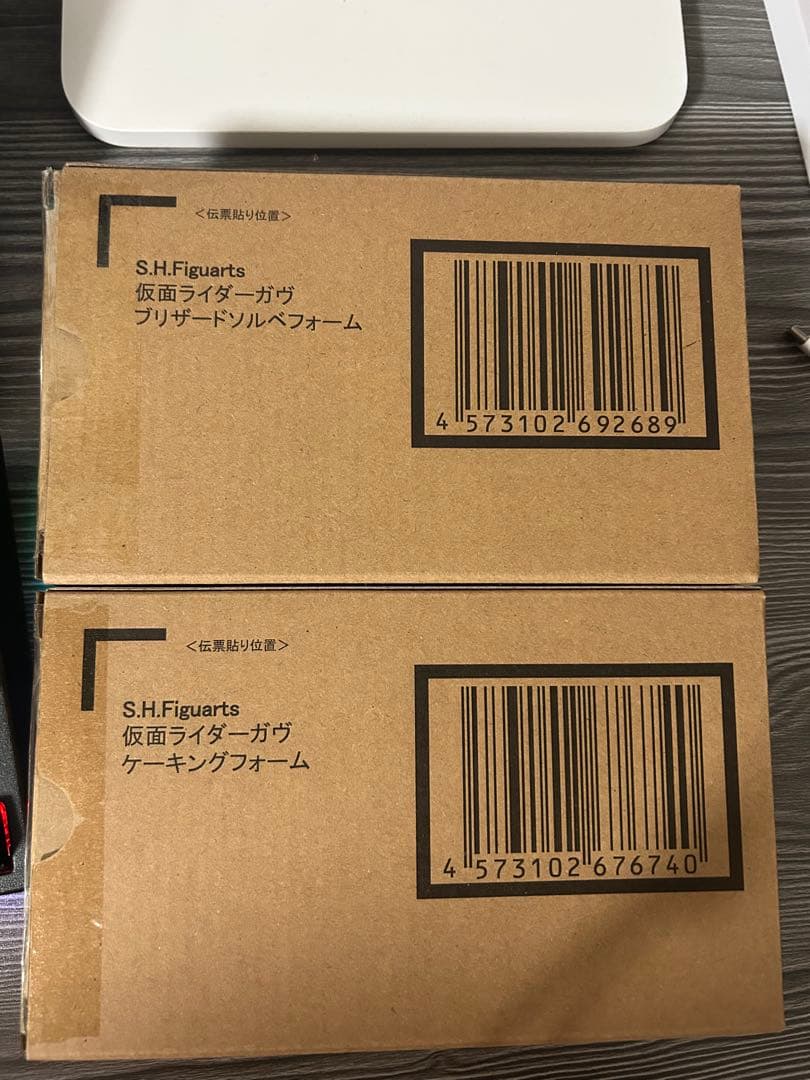 <伝票貼り位置>
S.H.Figuarts
仮面ライダーガヴ
ブリザードソルベフォーム
4 573102 692689
<伝票貼り位置>
S.H.Figuarts
仮面ライダーガヴ
ケーキングフォーム
4 573102 676740